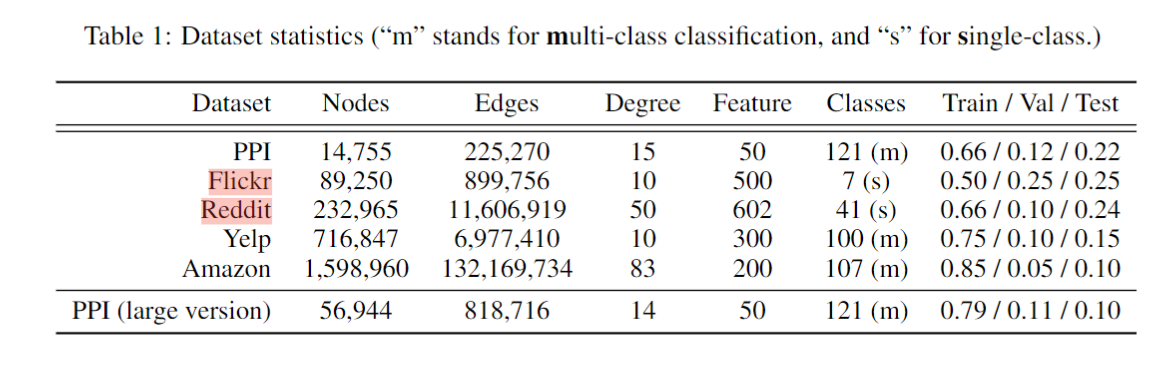 Table 1: Dataset statistics (“m” stands for multi-class classification, and “s” for single-class.)
Dataset Nodes Edges Degree Feature Classes Train / Val / Test
PPI 14,755 225,270 15 50 121 (m) 0.66 / 0.12 / 0.22
Flickr 89,250 899,756 10 500 7 (s) 0.50 / 0.25 / 0.25
Reddit 232,965 11,606,919 50 602 41 (s) 0.66 / 0.10 / 0.24
Yelp 716,847 6,977,410 10 300 100 (m) 0.75 / 0.10 / 0.15
Amazon 1,598,960 132,169,734 83 200 107 (m) 0.85 / 0.05 / 0.10
PPI (large version) 56,944 818,716 14 50 121 (m) 0.79 / 0.11 / 0.10